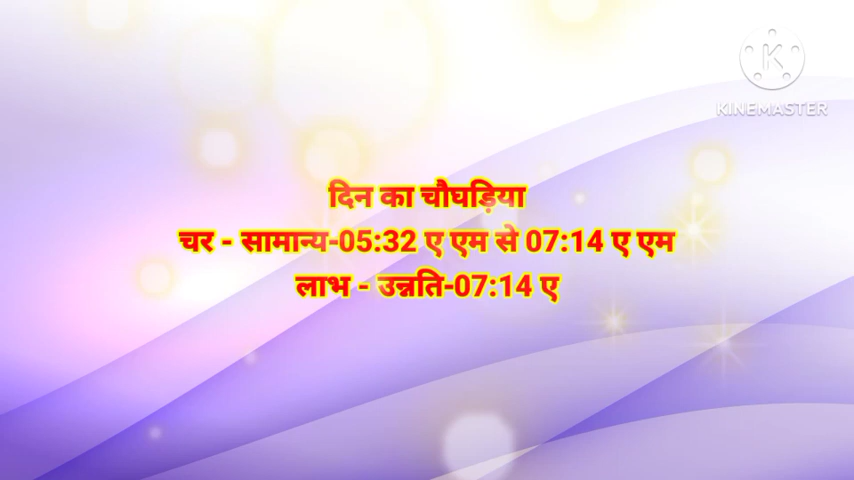 KINEMASTER
दिन का चौघड़िया
चर - सामान्य-05:32 ए एम से 07:14 ए एम
लाभ - उन्नति-07:14 ए